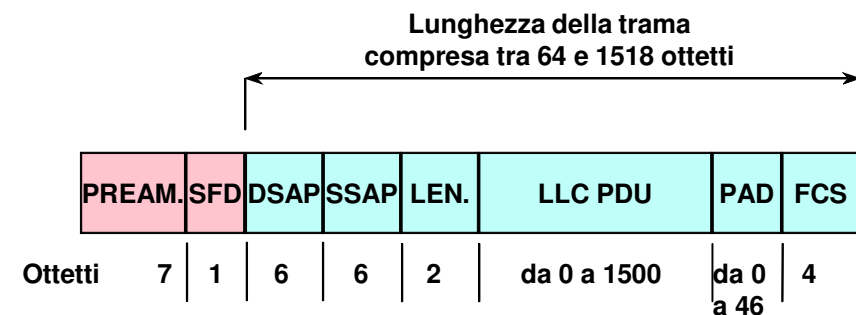 Lunghezza della trama
compresa tra 64 e 1518 ottetti
PREAM. SFD DSAP SSAP LEN. LLC PDU PAD FCS
Ottetti 7 1 6 6 2 da 0 a 1500 da 0 4
a 46